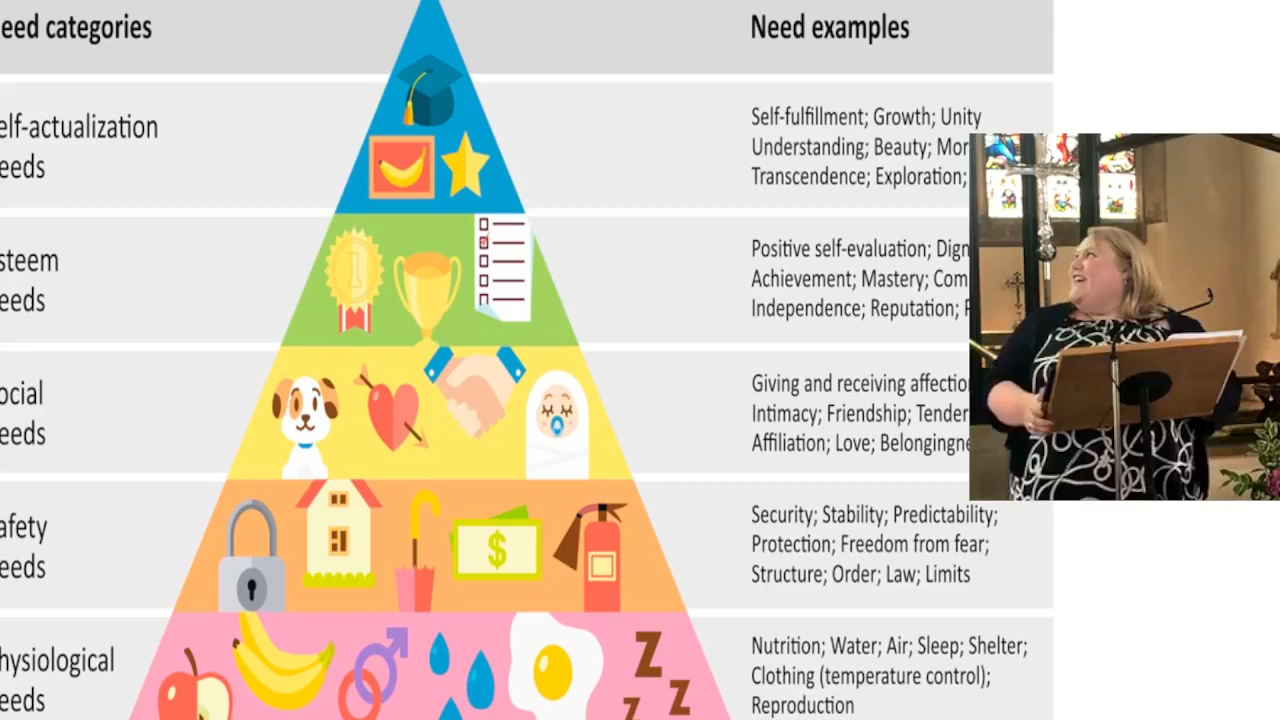 eed categories
Need examples
elf-actualization
eeds
Self-fulfillment; Growth; Unity
Understanding; Beauty; Mor
Transcendence; Exploration;
steem
eeds
Positive self-evaluation; Dign
Achievement; Mastery; Com
Independence; Reputation;
1
ocial
eeds
Giving and receiving affectio
Intimacy; Friendship; Tender
Affiliation; Love; Belongingne
afety
eeds
$
Security; Stability; Predictability;
Protection; Freedom from fear;
Structure; Order; Law; Limits
hysiological
eeds
Z
Z
Z
Nutrition; Water; Air; Sleep; Shelter;
Clothing (temperature control);
Reproduction